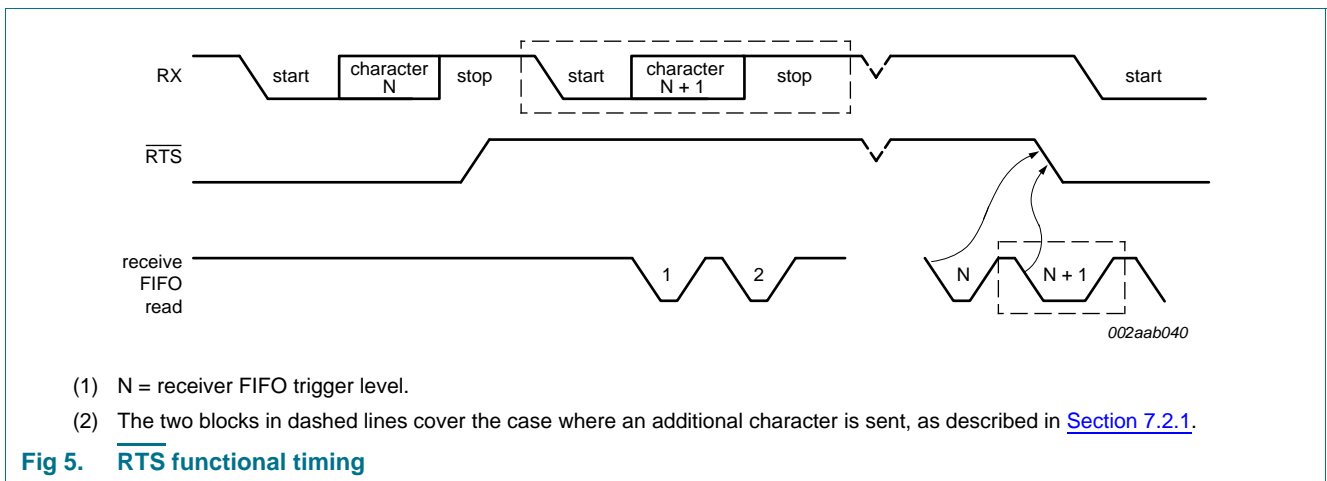 RX
start
character
N
stop
start
character
N + 1
stop
start
RTS
receive
FIFO
read
1
2
N
N + 1
002aab040
(1) N = receiver FIFO trigger level.
(2) The two blocks in dashed lines cover the case where an additional character is sent, as described in Section 7.2.1.
Fig 5. RTS functional timing